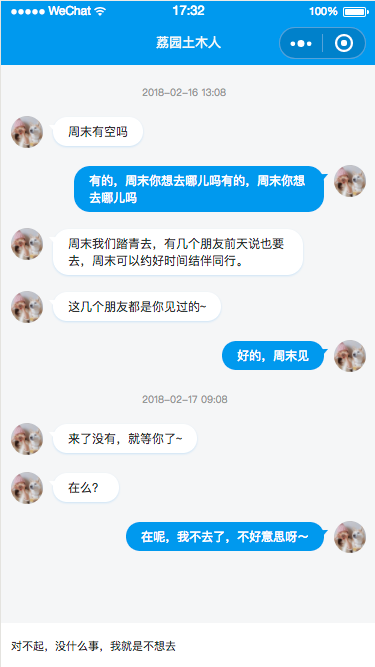 WeChat 17:32 100%
荔园土木人
2018-02-16 13:08
周末有空吗
有的，周末你想去哪儿吗有的，周末你想
去哪儿吗
周末我们踏青去，有几个朋友前天说也要
去，周末可以约好时间结伴同行。
这几个朋友都是你见过的~
好的，周末见
2018-02-17 09:08
来了没有，就等你了~
在么？
在呢，我不去了，不好意思呀～
对不起，没什么事，我就是不想去